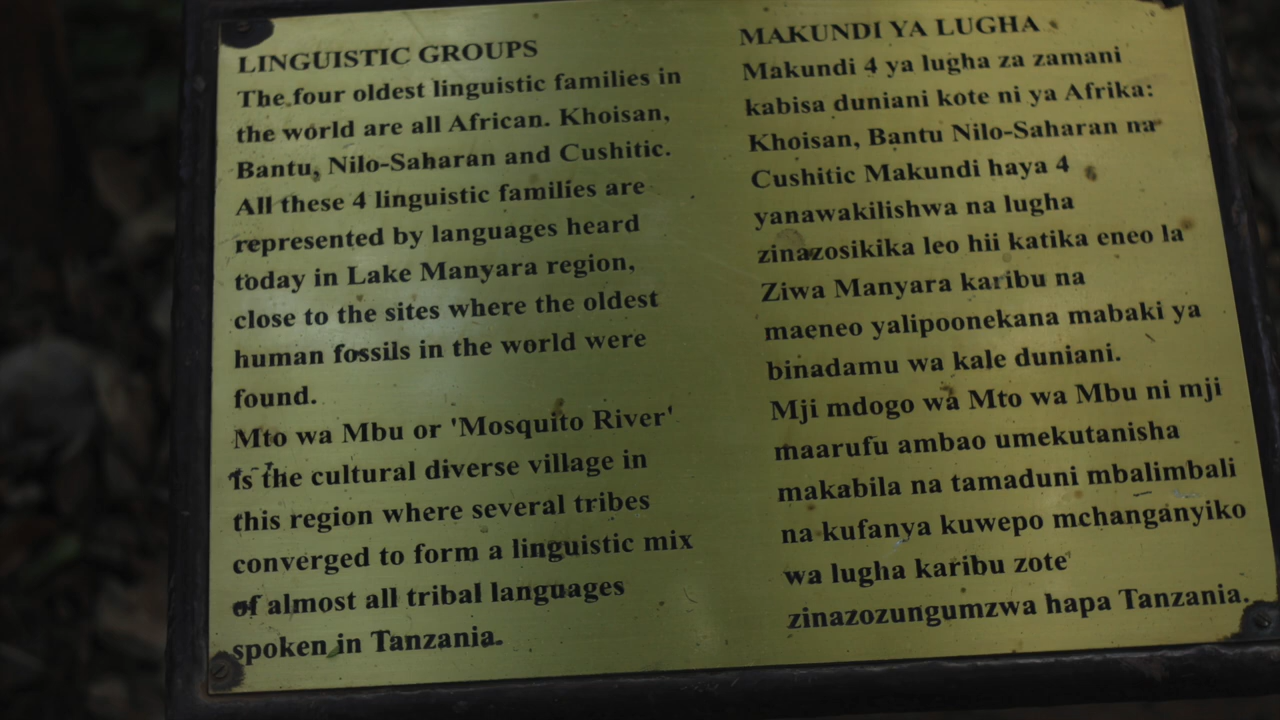 LINGUISTIC GROUPS
The four oldest linguistic families in
the world are all African. Khoisan,
Bantu, Nilo-Saharan and Cushitic.
All these 4 linguistic families are
represented by languages heard
today in Lake Manyara region,
close to the sites where the oldest
human fossils in the world were
found.
Mto wa Mbu or 'Mosquito River'
is the cultural diverse village in
this region where several tribes
converged to form a linguistic mix
of almost all tribal languages
spoken in Tanzania.
MAKUNDI YA LUGHA
Makundi 4 ya lugha za zamani
kabisa duniani kote ni ya Afrika:
Khoisan, Bantu Nilo-Saharan na
Cushitic Makundi haya 4
yanawakilishwa na lugha
zinazosikika leo hii katika eneo la
Ziwa Manyara karibu na
maeneo yalipoonekana mabaki ya
binadamu wa kale duniani.
Mji mdogo wa Mto wa Mbu ni mji
maarufu ambao umekutanisha
makabila na tamaduni mbalimbali
na kufanya kuwepo mchanganyiko
wa lugha karibu zote
zinazozungumzwa hapa Tanzania.